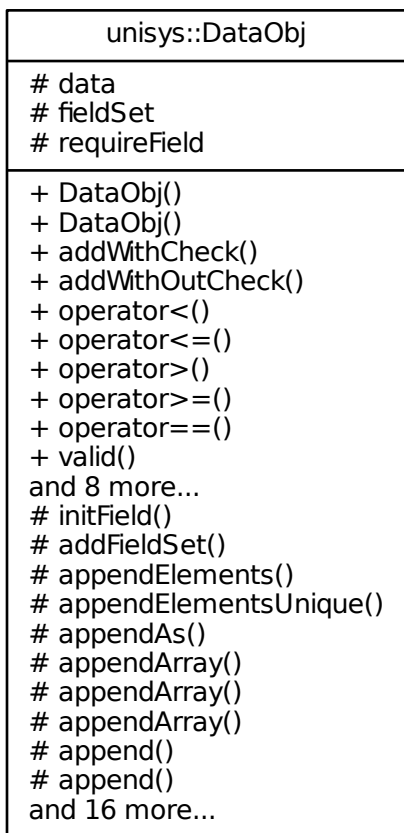 unisys::DataObj
# data
# fieldSet
# requireField
+ DataObj()
+ DataObj()
+ addWithCheck()
+ addWithOutCheck()
+ operator<()
+ operator<=()
+ operator>()
+ operator>=()
+ operator==()
+ valid()
and 8 more...
# initField()
# addFieldSet()
# appendElements()
# appendElementsUnique()
# appendAs()
# appendArray()
# appendArray()
# appendArray()
# append()
# append()
and 16 more...